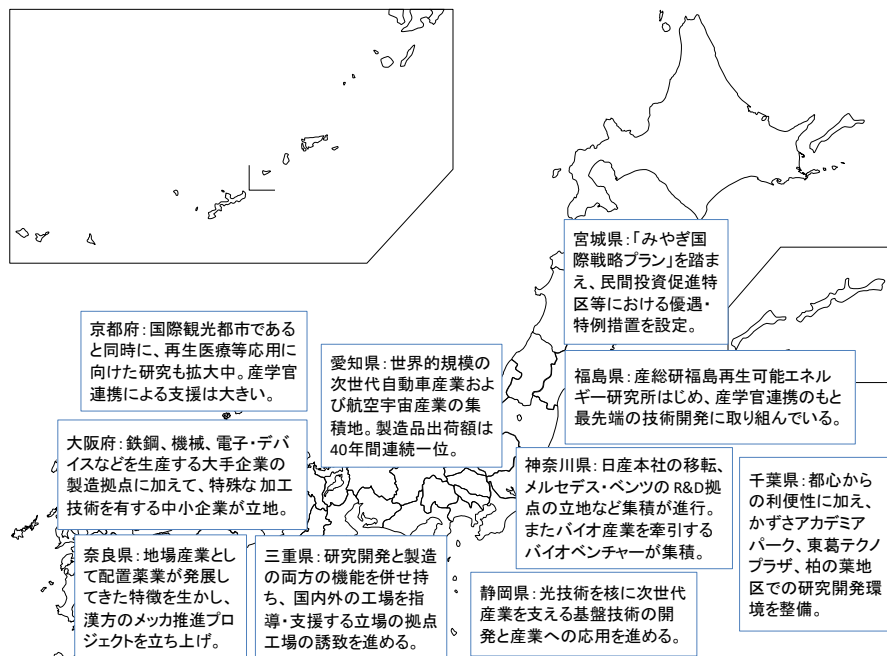 宮城県：「みやぎ国
際戦略プラン」を踏ま
え、民間投資促進特
区等における優遇・
特例措置を設定。
京都府：国際観光都市である
と同時に、再生医療等応用に
向けた研究も拡大中。産学官
連携による支援は大きい。
愛知県：世界的規模の
次世代自動車産業およ
び航空宇宙産業の集
積地。製造品出荷額は
40年間連続一位。
福島県：産総研福島再生可能エネル
ギー研究所はじめ、産学官連携のもと
最先端の技術開発に取り組んでいる。
大阪府：鉄鋼、機械、電子・デバ
イスなどを生産する大手企業の
製造拠点に加えて、特殊な加工
技術を有する中小企業が立地。
神奈川県：日産本社の移転、
メルセデス・ベンツの R&D拠
点の立地など集積が進行。
またバイオ産業を牽引する
バイオベンチャーが集積。
千葉県：都心から
の利便性に加え、
かずさアカデミア
パーク、東葛テクノ
プラザ、柏の葉地
区での研究開発環
境を整備。
奈良県：地場産業とし
て配置薬業が発展し
てきた特徴を生かし、
漢方のメッカ推進プロ
ジェクトを立ち上げ。
三重県：研究開発と製造
の両方の機能を併せ持
ち、国内外の工場を指
導・支援する立場の拠点
工場の誘致を進める。
静岡県：光技術を核に次世代
産業を支える基盤技術の開
発と産業への応用を進める。